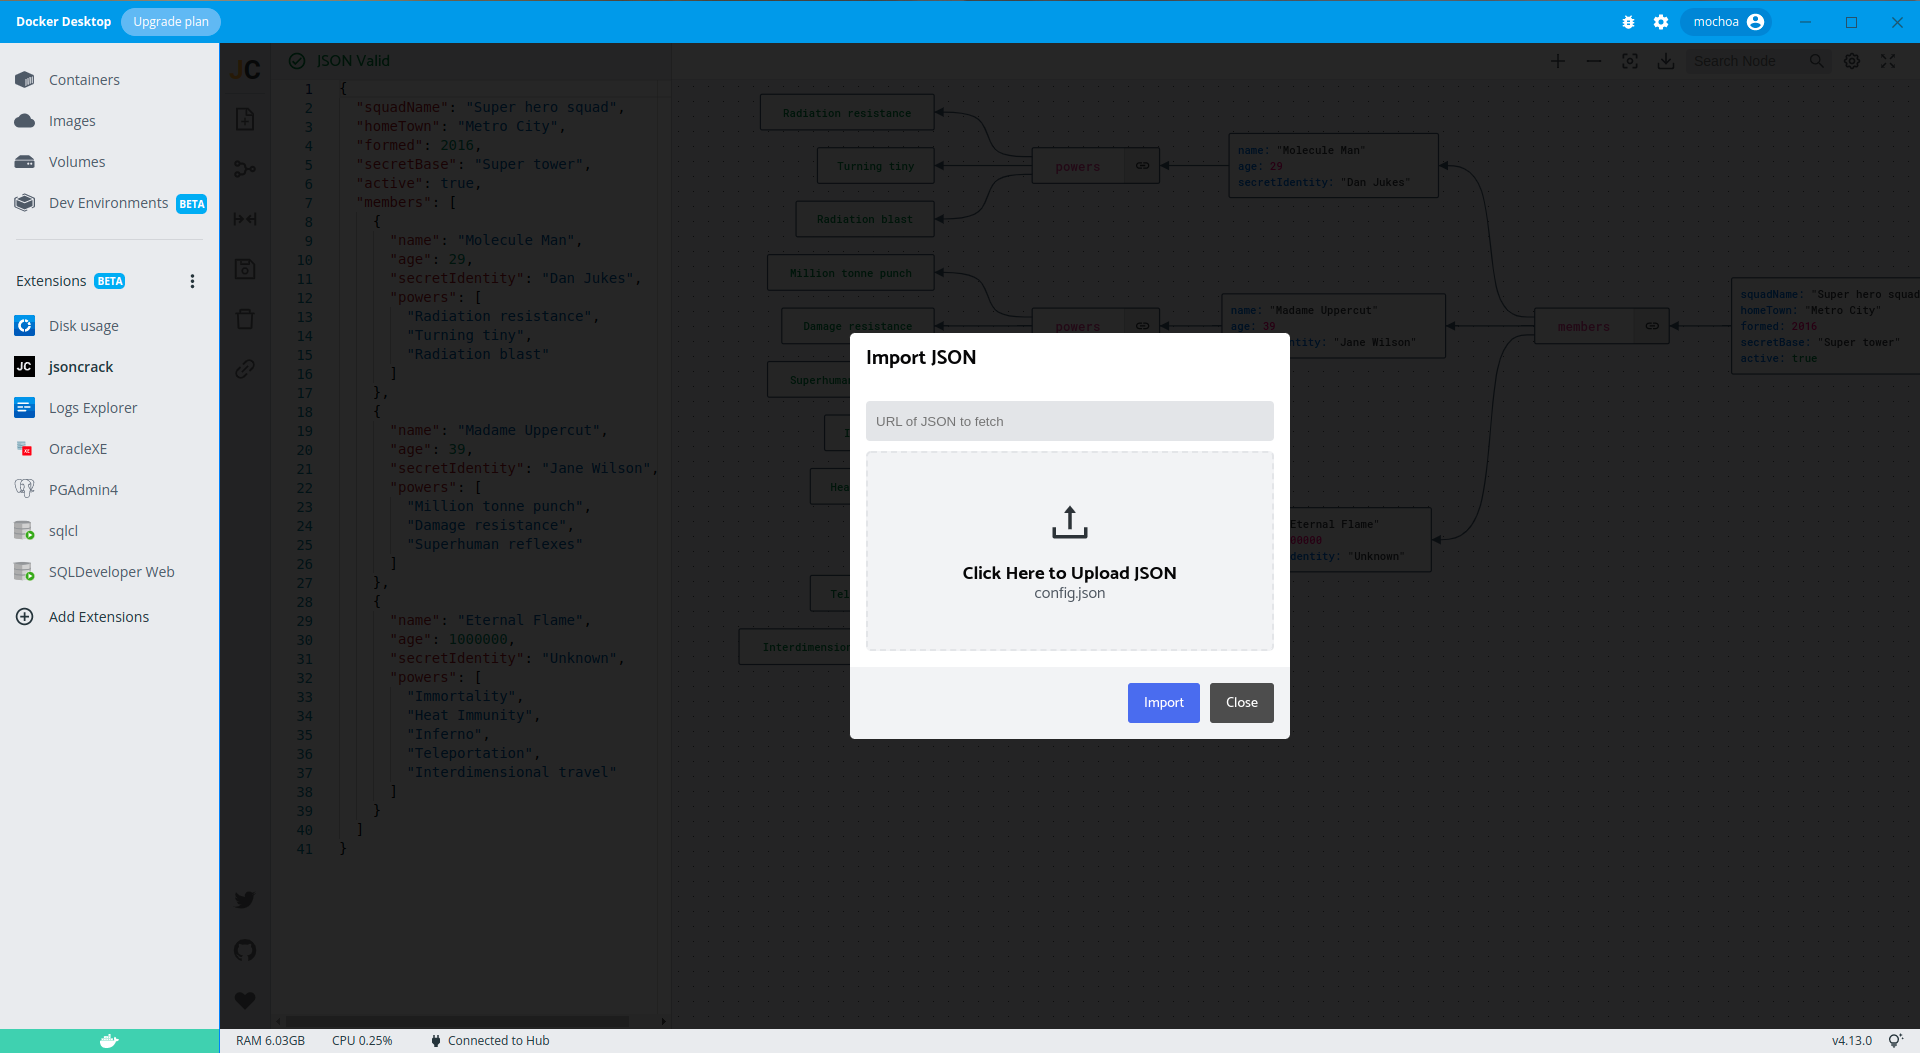 Docker Desktop
Upgrade plan
mochoa
Containers
Images
Volumes
Dev Environments BETA
Extensions BETA
Disk usage
JC jsoncrack
Logs Explorer
OracleXE
PGAdmin4
sqlcl
SQLDeveloper Web
Add Extensions
JC
JSON Valid
Search Node
1 {
2 "squadName": "Super hero squad",
3 "homeTown": "Metro City",
4 "formed": 2016,
5 "secretBase": "Super tower",
6 "active": true,
7 "members": [
8 {
9 "name": "Molecule Man",
10 "age": 29,
11 "secretIdentity": "Dan Jukes",
12 "powers": [
13 "Radiation resistance",
14 "Turning tiny",
15 "Radiation blast"
16 ]
17 },
18 {
19 "name": "Madame Uppercut",
20 "age": 39,
21 "secretIdentity": "Jane Wilson",
22 "powers": [
23 "Million tonne punch",
24 "Damage resistance",
25 "Superhuman reflexes"
26 ]
27 },
28 {
29 "name": "Eternal Flame",
30 "age": 1000000,
31 "secretIdentity": "Unknown",
32 "powers": [
33 "Immortality",
34 "Heat Immunity",
35 "Inferno",
36 "Teleportation",
37 "Interdimensional travel"
38 ]
39 }
40 ]
41 }
Radiation resistance
Turning tiny
Radiation blast
powers
name: "Molecule Man"
age: 29
secretIdentity: "Dan Jukes"
Million tonne punch
Damage resistance
Superhuma
powers
name: "Madame Uppercut"
age: 39
ntity: "Jane Wilson"
members
squadName: "Super hero squad
homeTown: "Metro City"
formed: 2016
secretBase: "Super tower"
active: true
I
Hea
Tel
Interdimension
Eternal Flame"
00000
dentity: "Unknown"
Import JSON
URL of JSON to fetch
Click Here to Upload JSON
config.json
Import
Close
RAM 6.03GB
CPU 0.25%
Connected to Hub
v4.13.0